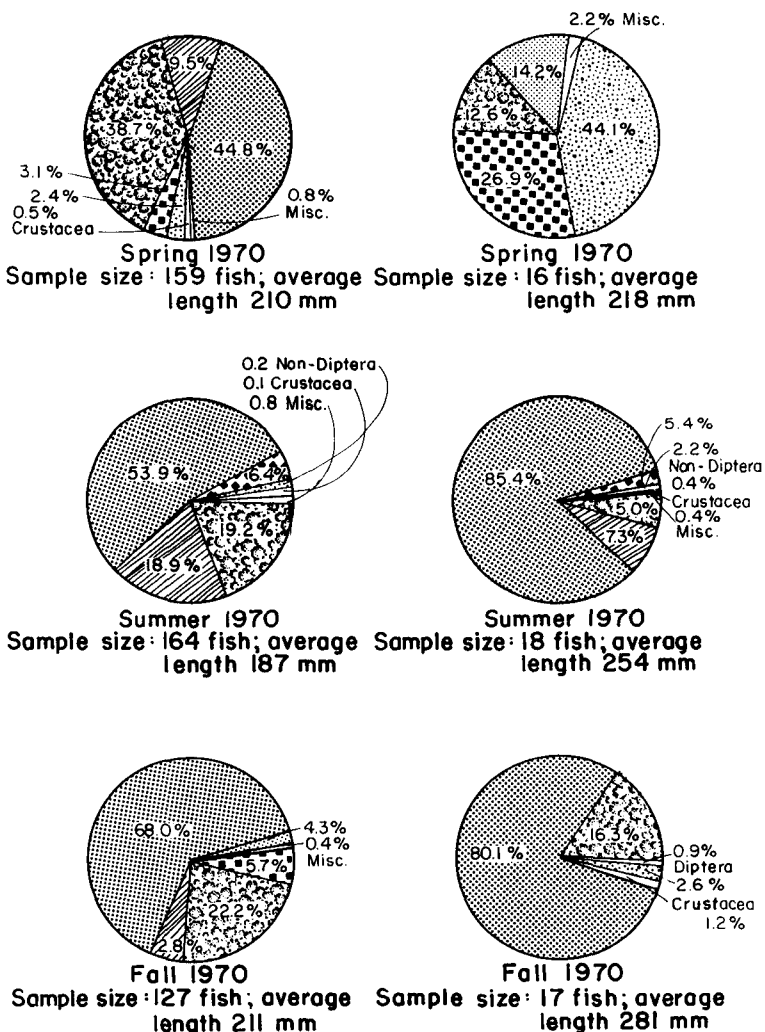 2.2% Misc.
9.5%
38.7%
44.8%
3.1%
2.4%
0.5%
Crustacea
0.8%
Misc.
14.2%
12.6%
44.1%
26.9%
Spring 1970
Sample size: 159 fish; average
length 210 mm
Spring 1970
Sample size: 16 fish; average
length 218 mm
0.2 Non-Diptera
0.1 Crustacea
0.8 Misc.
53.9%
6.4%
19.2%
18.9%
85.4%
5.4%
2.2%
Non-Diptera
0.4%
Crustacea
5.0%
0.4%
Misc.
73%
Summer 1970
Sample size: 164 fish; average
length 187 mm
Summer 1970
Sample size: 18 fish; average
length 254 mm
68.0%
4.3%
0.4%
Misc.
5.7%
22.2%
2.8%
80.1%
16.3%
0.9%
Diptera
2.6%
Crustacea
1.2%
Fall 1970
Sample size: 127 fish; average
length 211 mm
Fall 1970
Sample size: 17 fish; average
length 281 mm